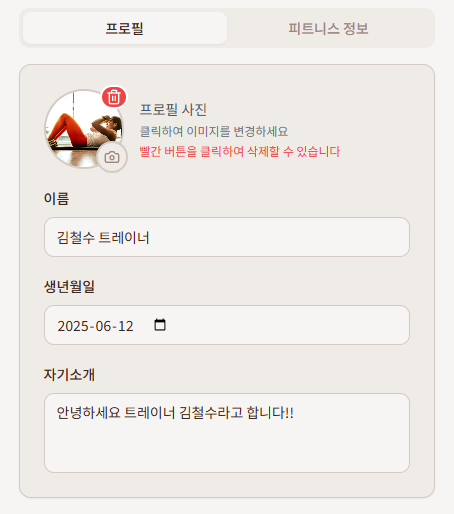 프로필
피트니스 정보
프로필 사진
클릭하여 이미지를 변경하세요
빨간 버튼을 클릭하여 삭제할 수 있습니다
이름
김철수 트레이너
생년월일
2025-06-12
자기소개
안녕하세요 트레이너 김철수라고 합니다!!